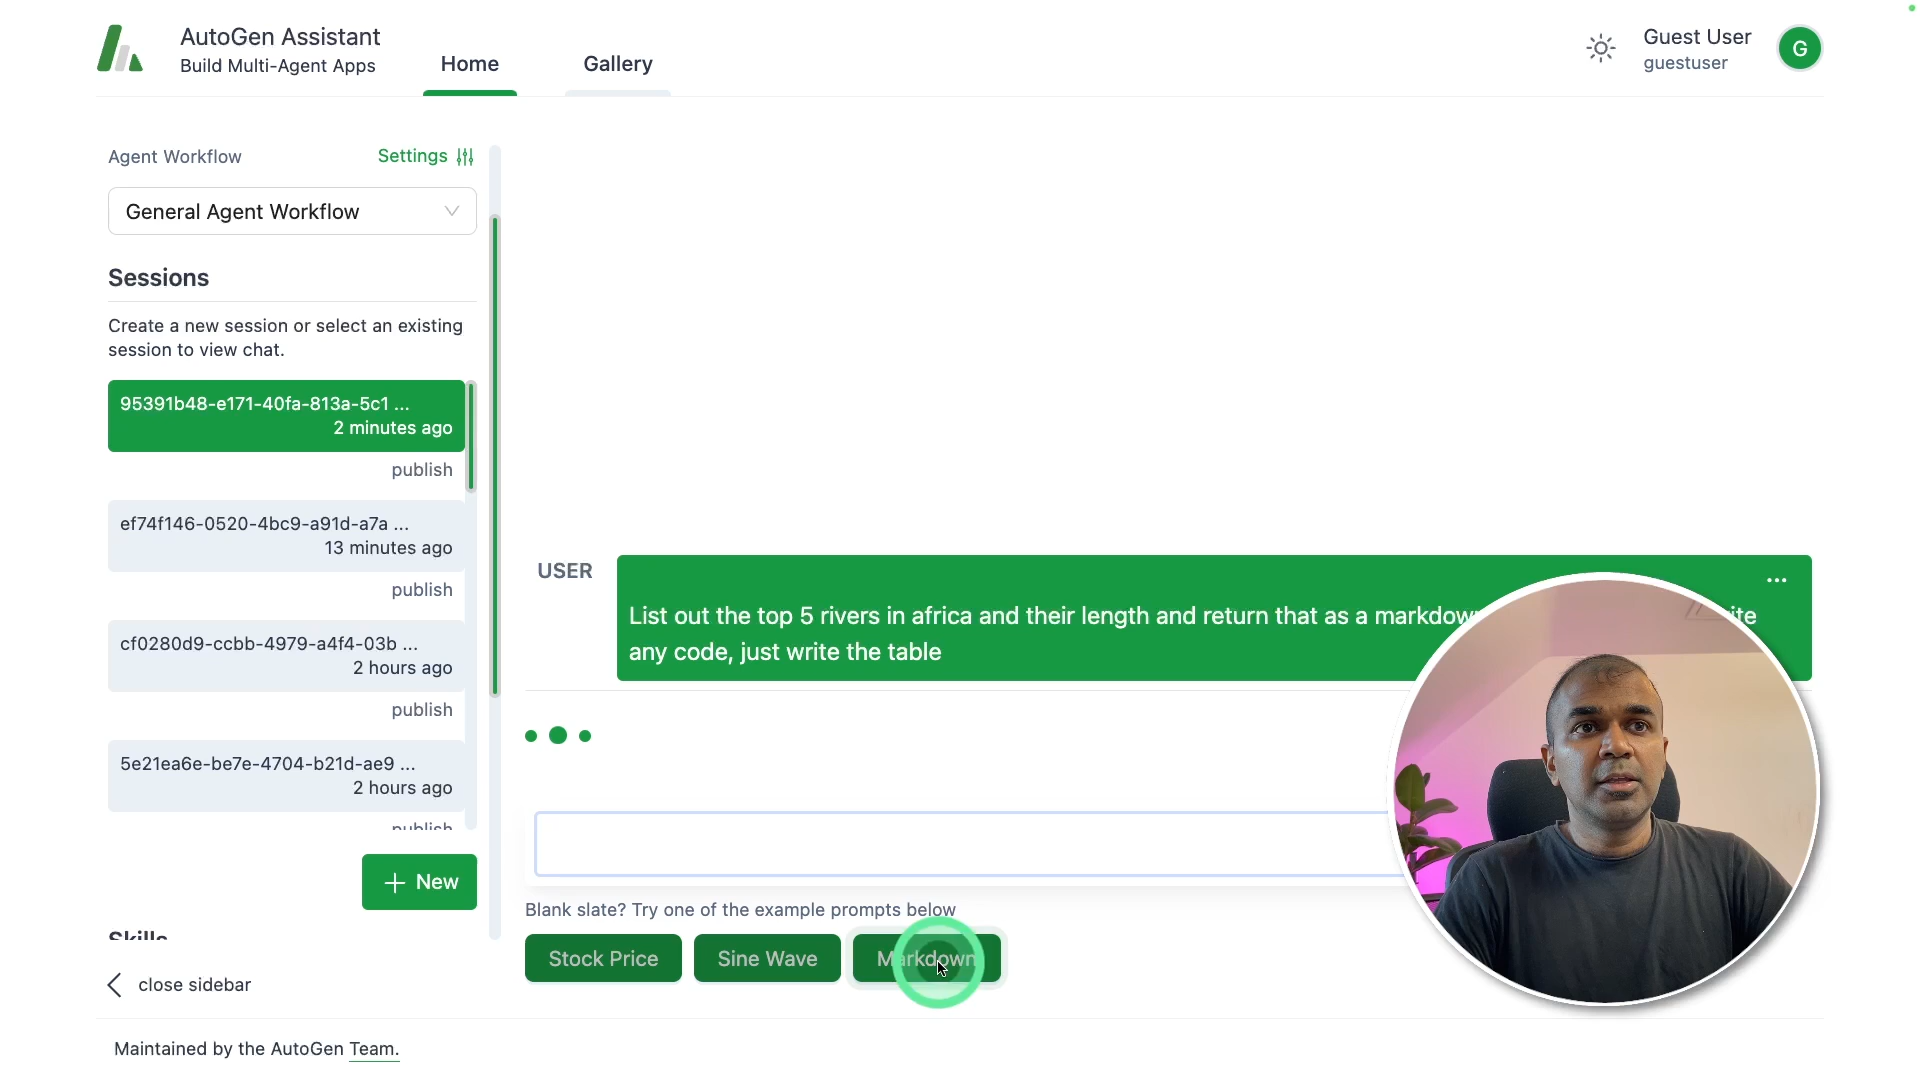 AutoGen Assistant
Build Multi-Agent Apps
Home
Gallery
Guest User
guestuser
G
Agent Workflow
Settings
General Agent Workflow
Sessions
Create a new session or select an existing
session to view chat.
95391b48-e171-40fa-813a-5c1 ...
2 minutes ago
publish
ef74f146-0520-4bc9-a91d-a7a ...
13 minutes ago
publish
cf0280d9-ccbb-4979-a4f4-03b ...
2 hours ago
publish
5e21ea6e-be7e-4704-b21d-ae9 ...
2 hours ago
publish
+ New
Skills
close sidebar
USER
...
List out the top 5 rivers in africa and their length and return that as a
any code, just write the table
Blank slate? Try one of the example prompts below
Stock Price
Sine Wave
Markdown
Maintained by the AutoGen Team.